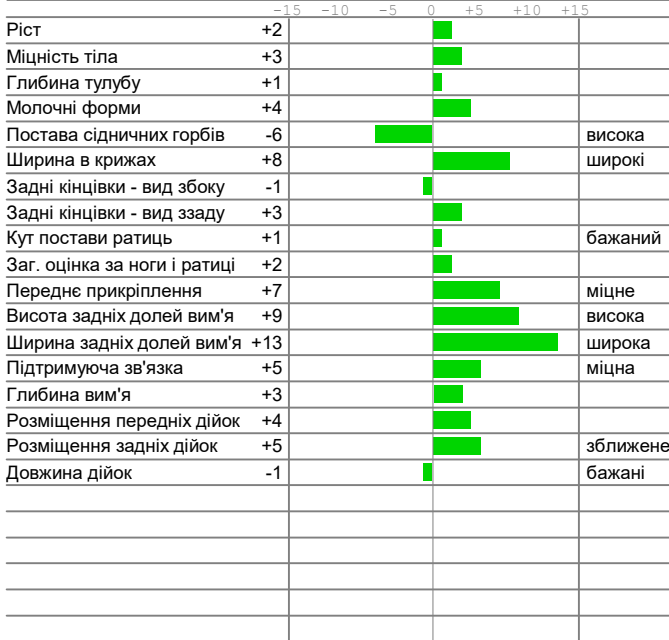 -15 -10 -5 0 +5 +10 +15
Ріст +2
Міцність тіла +3
Глибина тулубу +1
Молочні форми +4
Постава сідничних горбів -6 висока
Ширина в крижах +8 широкі
Задні кінцівки - вид збоку -1
Задні кінцівки - вид ззаду +3
Кут постави ратиць +1 бажаний
Заг. оцінка за ноги і ратиці +2
Переднє прикріплення +7 міцне
Висота задніх долей вим'я +9 висока
Ширина задніх долей вим'я +13 широка
Підтримуюча зв'язка +5 міцна
Глибина вим'я +3
Розміщення передніх дійок +4
Розміщення задніх дійок +5 зближене
Довжина дійок -1 бажані